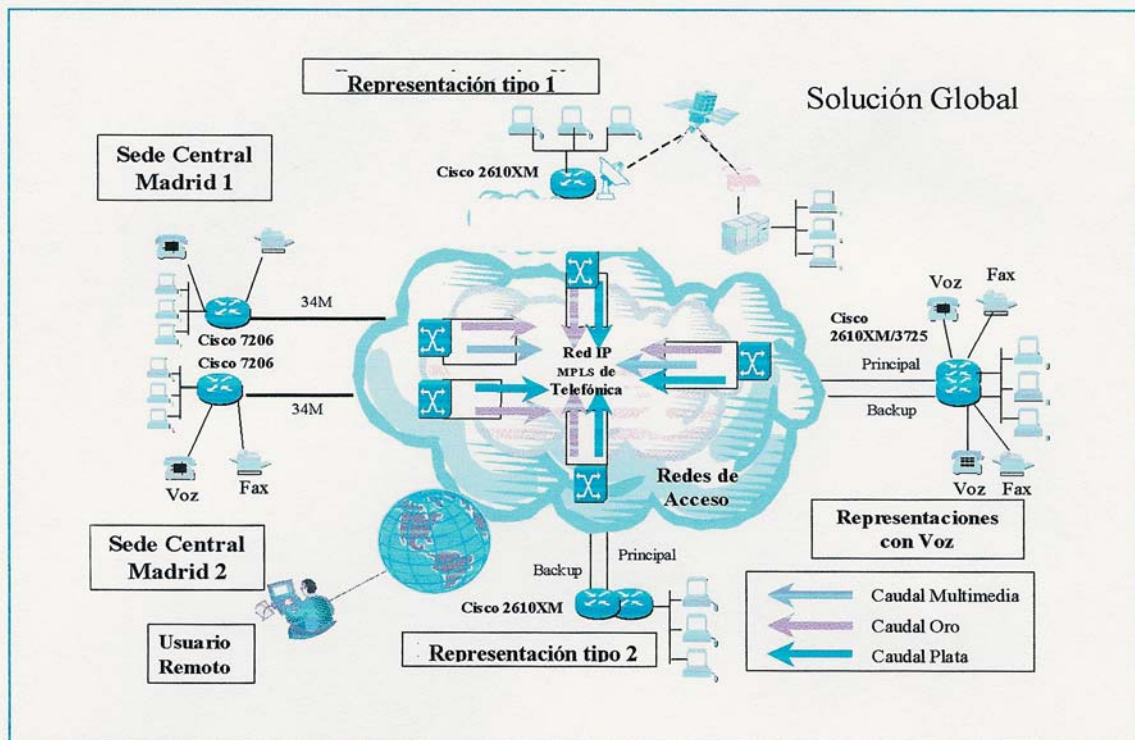 Representación tipo 1
Solución Global
Sede Central
Madrid 1
Cisco 2610XM
34M
Cisco 7206
Cisco 7206
34M
Voz
Fax
Sede Central
Madrid 2
Usuario
Remoto
Red IP
MPLS de
Telefónica
Redes de
Acceso
Voz
Fax
Cisco
2610XM/3725
Principal
Backup
Voz
Fax
Representaciones
con Voz
Principal
Backup
Cisco 2610XM
Representación tipo 2
Caudal Multimedia
Caudal Oro
Caudal Plata